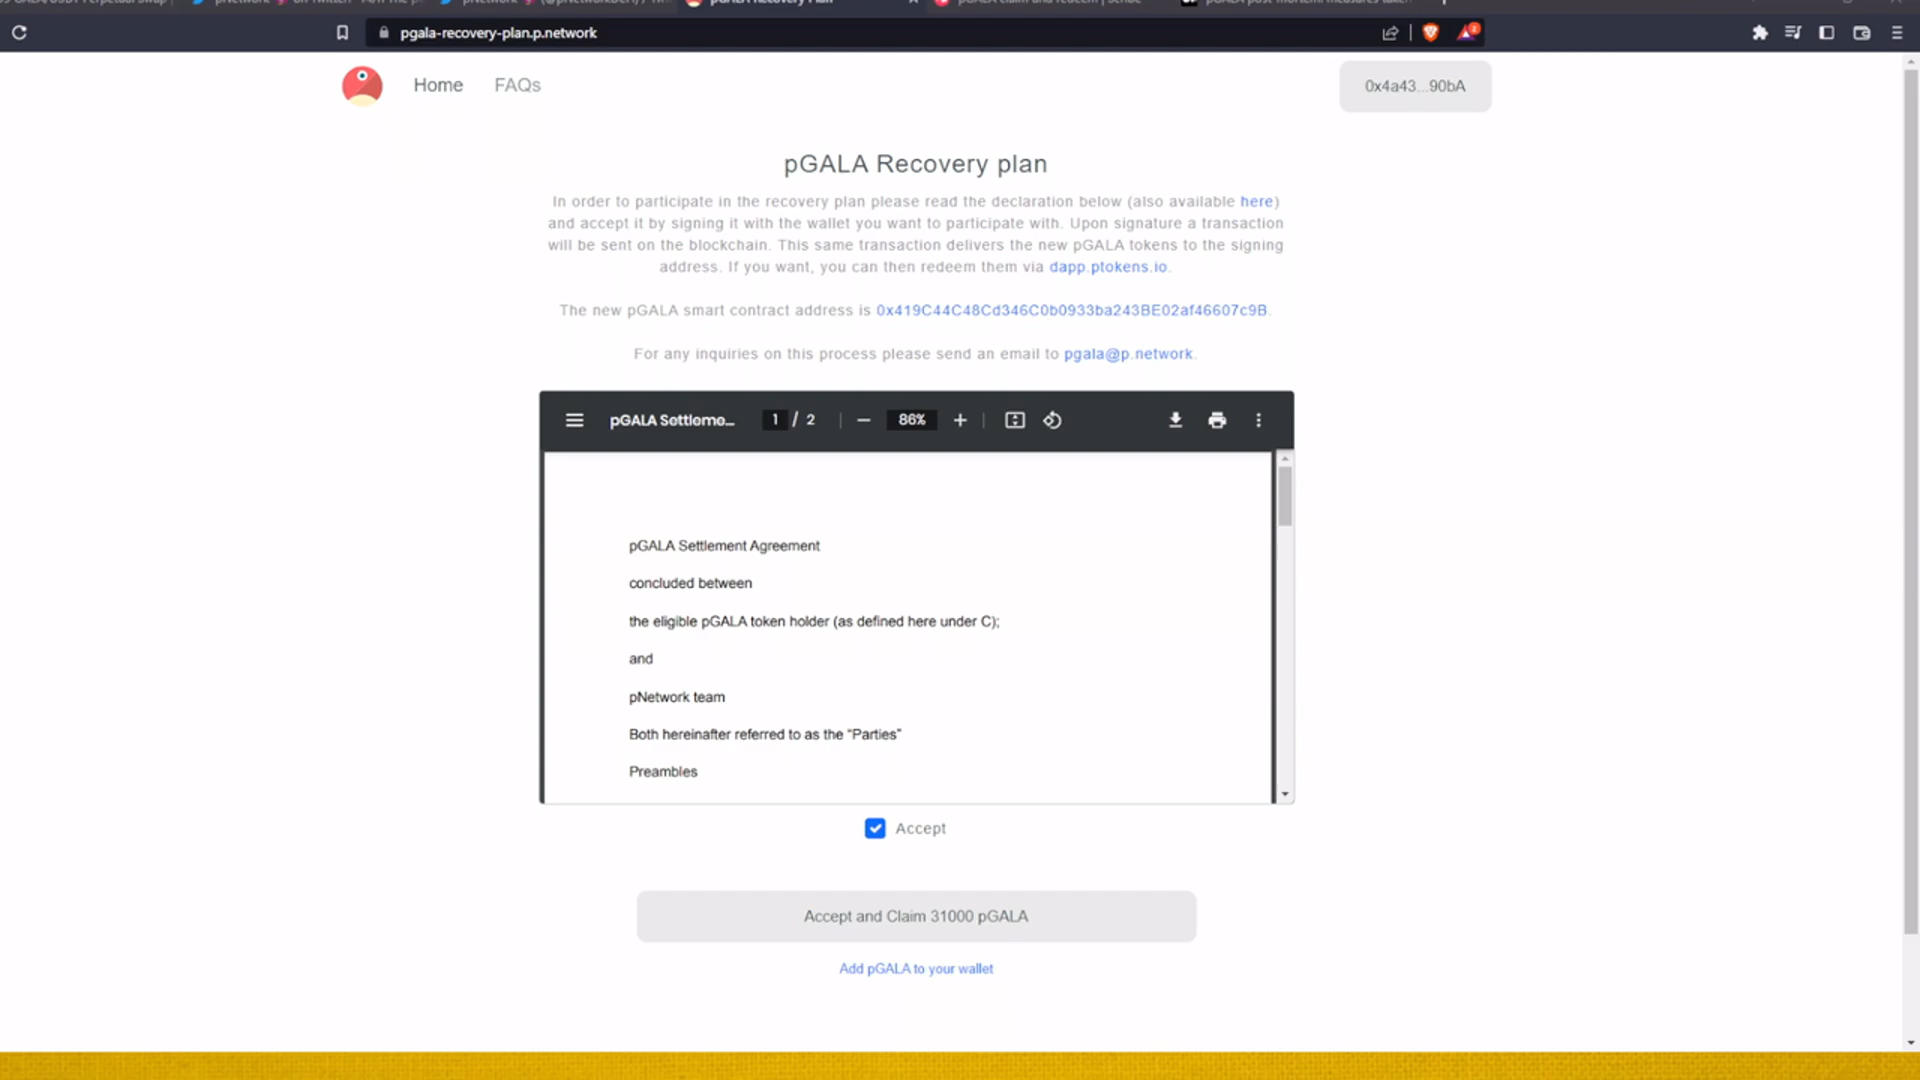 pgala-recovery-plan.p.network
2
Home
FAQs
0x4a43...90bA
pGALA Recovery plan
In order to participate in the recovery plan please read the declaration below (also available here)
and accept it by signing it with the wallet you want to participate with. Upon signature a transaction
will be sent on the blockchain. This same transaction delivers the new pGALA tokens to the signing
address. If you want, you can then redeem them via dapp.ptokens.io.
The new pGALA smart contract address is 0x419C44C48Cd346C0b0933ba243BE02af46607c9B.
For any inquiries on this process please send an email to pgala@p.network.
pGALA Settleme...
1 / 2
86%
pGALA Settlement Agreement
concluded between
the eligible pGALA token holder (as defined here under C);
and
pNetwork team
Both hereinafter referred to as the “Parties”
Preambles
Accept
Accept and Claim 31000 pGALA
Add pGALA to your wallet